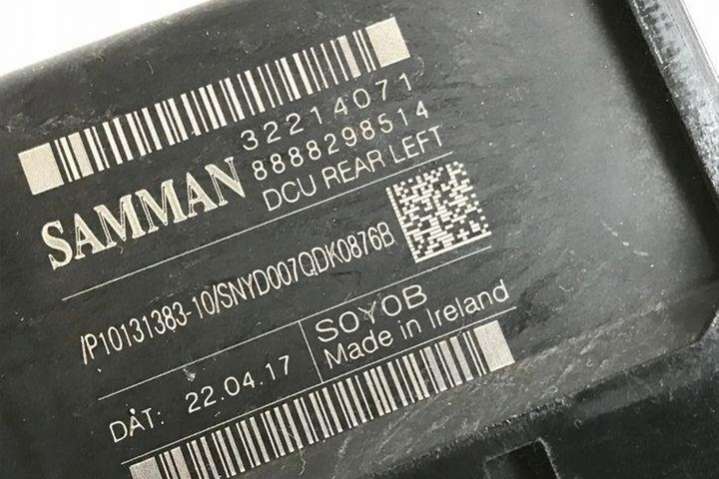 32214071
8888298514
SAMMAN
DCU REAR LEFT
/P10131383-10/SNYD007QDK0876B
DAT: 22.04.17
SOYOB
Made in Ireland